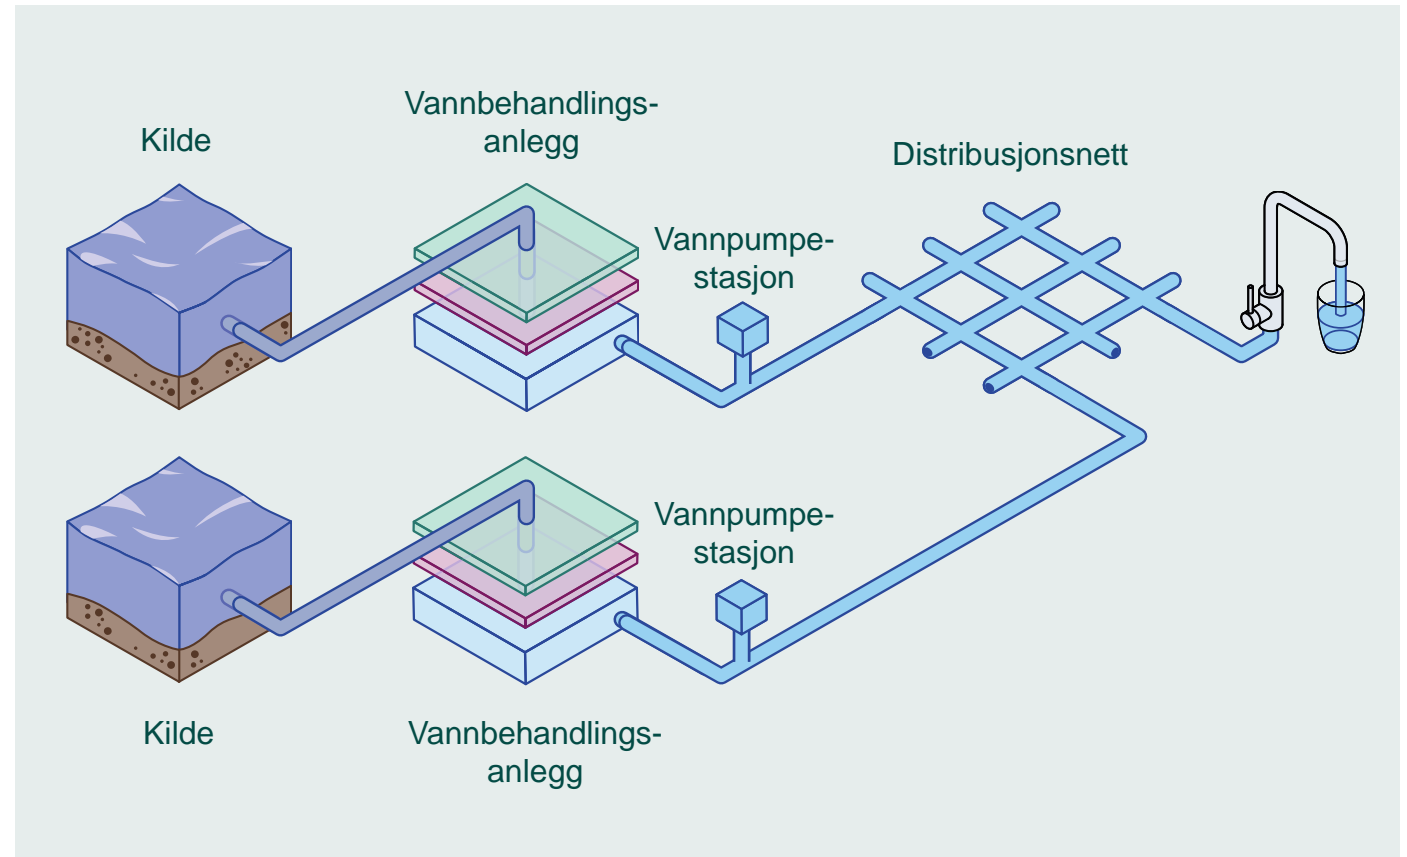 Kilde
Vannbehandlings-
anlegg
Vannpumpe-
stasjon
Distribusjonsnett
Vannpumpe-
stasjon
Kilde
Vannbehandlings-
anlegg